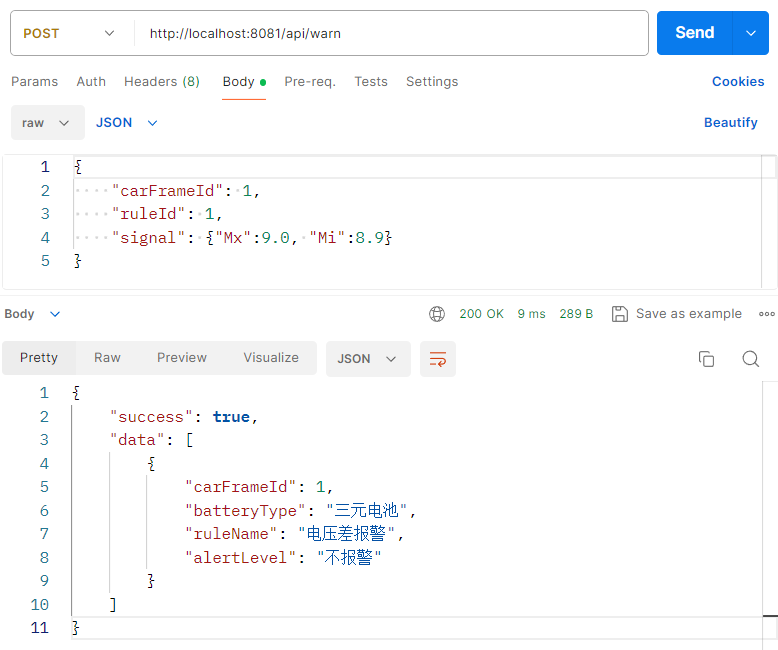 POST http://localhost:8081/api/warn Send
Params Auth Headers (8) Body Pre-req. Tests Settings Cookies
raw JSON Beautify
1 {
2 ····"carFrameId":·1,
3 ····"ruleId":·1,
4 ····"signal":·{"Mx":9.0,·"Mi":8.9}
5 }
Body 200 OK 9 ms 289 B Save as example
Pretty Raw Preview Visualize JSON
1 {
2     "success": true,
3     "data": [
4         {
5             "carFrameId": 1,
6             "batteryType": "三元电池",
7             "ruleName": "电压差报警",
8             "alertLevel": "不报警"
9         }
10     ]
11 }